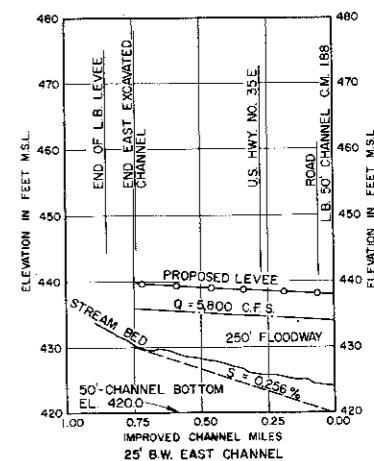 480
470
460
450
440
430
420
ELEVATION IN FEET M.S.L.
END OF L.B. LEVEE
END EAST EXCAVATED
CHANNEL
U.S. HWY. NO. 35 E
ROAD
L.B. 50' CHANNEL C.M. 1.88
480
470
460
450
440
430
420
ELEVATION IN FEET M.S.L.
PROPOSED LEVEE
Q = 5,800 C.F.S.
250' FLOODWAY
STREAM BED
S = 0.256 %
50'-CHANNEL BOTTOM
EL. 420.0
1.00
0.75
0.50
0.25
0.00
IMPROVED CHANNEL MILES
25' B.W. EAST CHANNEL